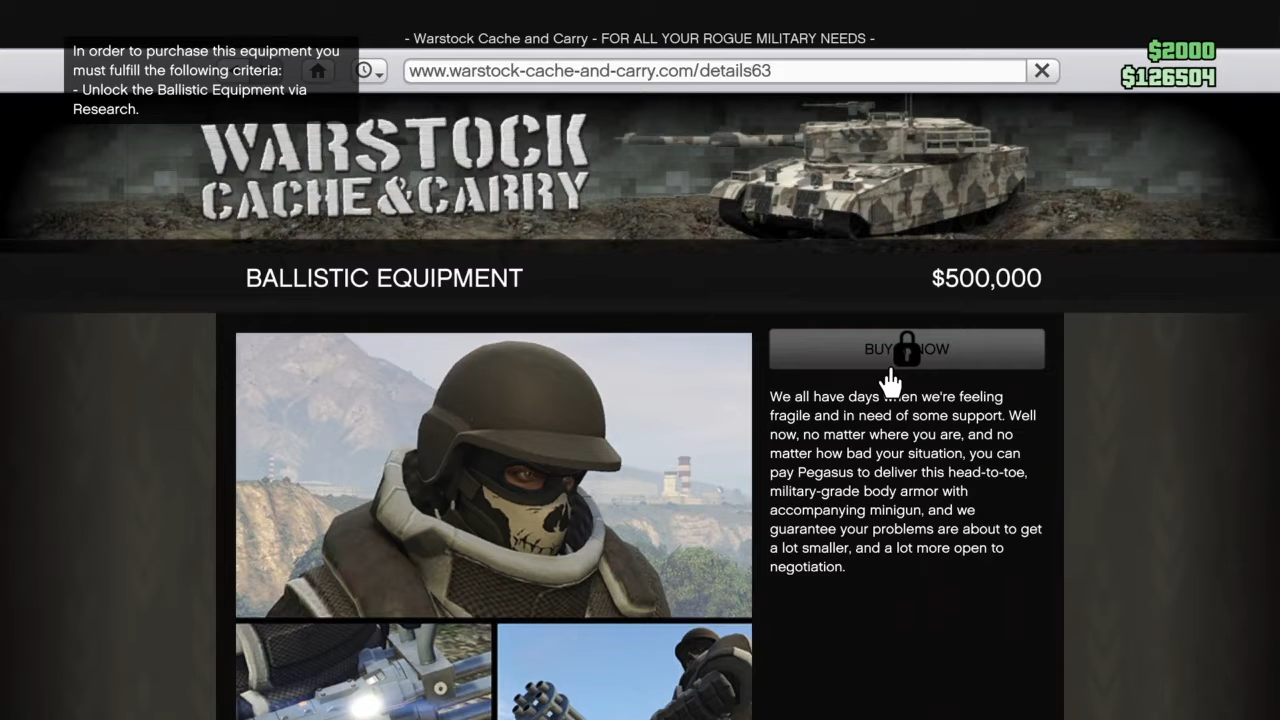 - Warstock Cache and Carry - FOR ALL YOUR ROGUE MILITARY NEEDS -
In order to purchase this equipment you
must fulfill the following criteria:
- Unlock the Ballistic Equipment via
Research.
www.warstock-cache-and-carry.com/details63
$2000
$126504
WARSTOCK
CACHE&CARRY
BALLISTIC EQUIPMENT
$500,000
BUY NOW
We all have days when we're feeling
fragile and in need of some support. Well
now, no matter where you are, and no
matter how bad your situation, you can
pay Pegasus to deliver this head-to-toe,
military-grade body armor with
accompanying minigun, and we
guarantee your problems are about to get
a lot smaller, and a lot more open to
negotiation.